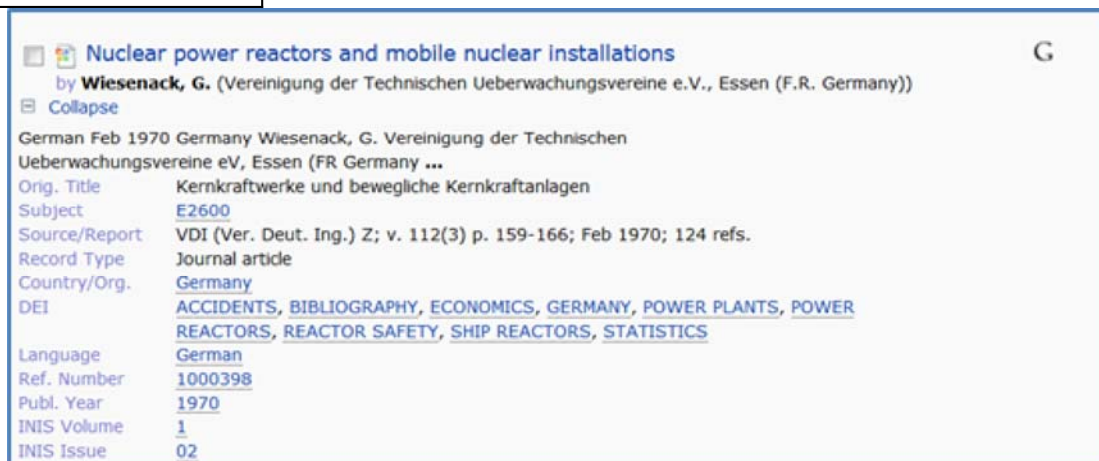 Nuclear power reactors and mobile nuclear installations G
by Wiesenack, G. (Vereinigung der Technischen Ueberwachungsvereine e.V., Essen (F.R. Germany))
Collapse
German Feb 1970 Germany Wiesenack, G. Vereinigung der Technischen
Ueberwachungsvereine eV, Essen (FR Germany ...
Orig. Title Kernkraftwerke und bewegliche Kernkraftanlagen
Subject E2600
Source/Report VDI (Ver. Deut. Ing.) Z; v. 112(3) p. 159-166; Feb 1970; 124 refs.
Record Type Journal article
Country/Org. Germany
DEI ACCIDENTS, BIBLIOGRAPHY, ECONOMICS, GERMANY, POWER PLANTS, POWER
REACTORS, REACTOR SAFETY, SHIP REACTORS, STATISTICS
Language German
Ref. Number 1000398
Publ. Year 1970
INIS Volume 1
INIS Issue 02